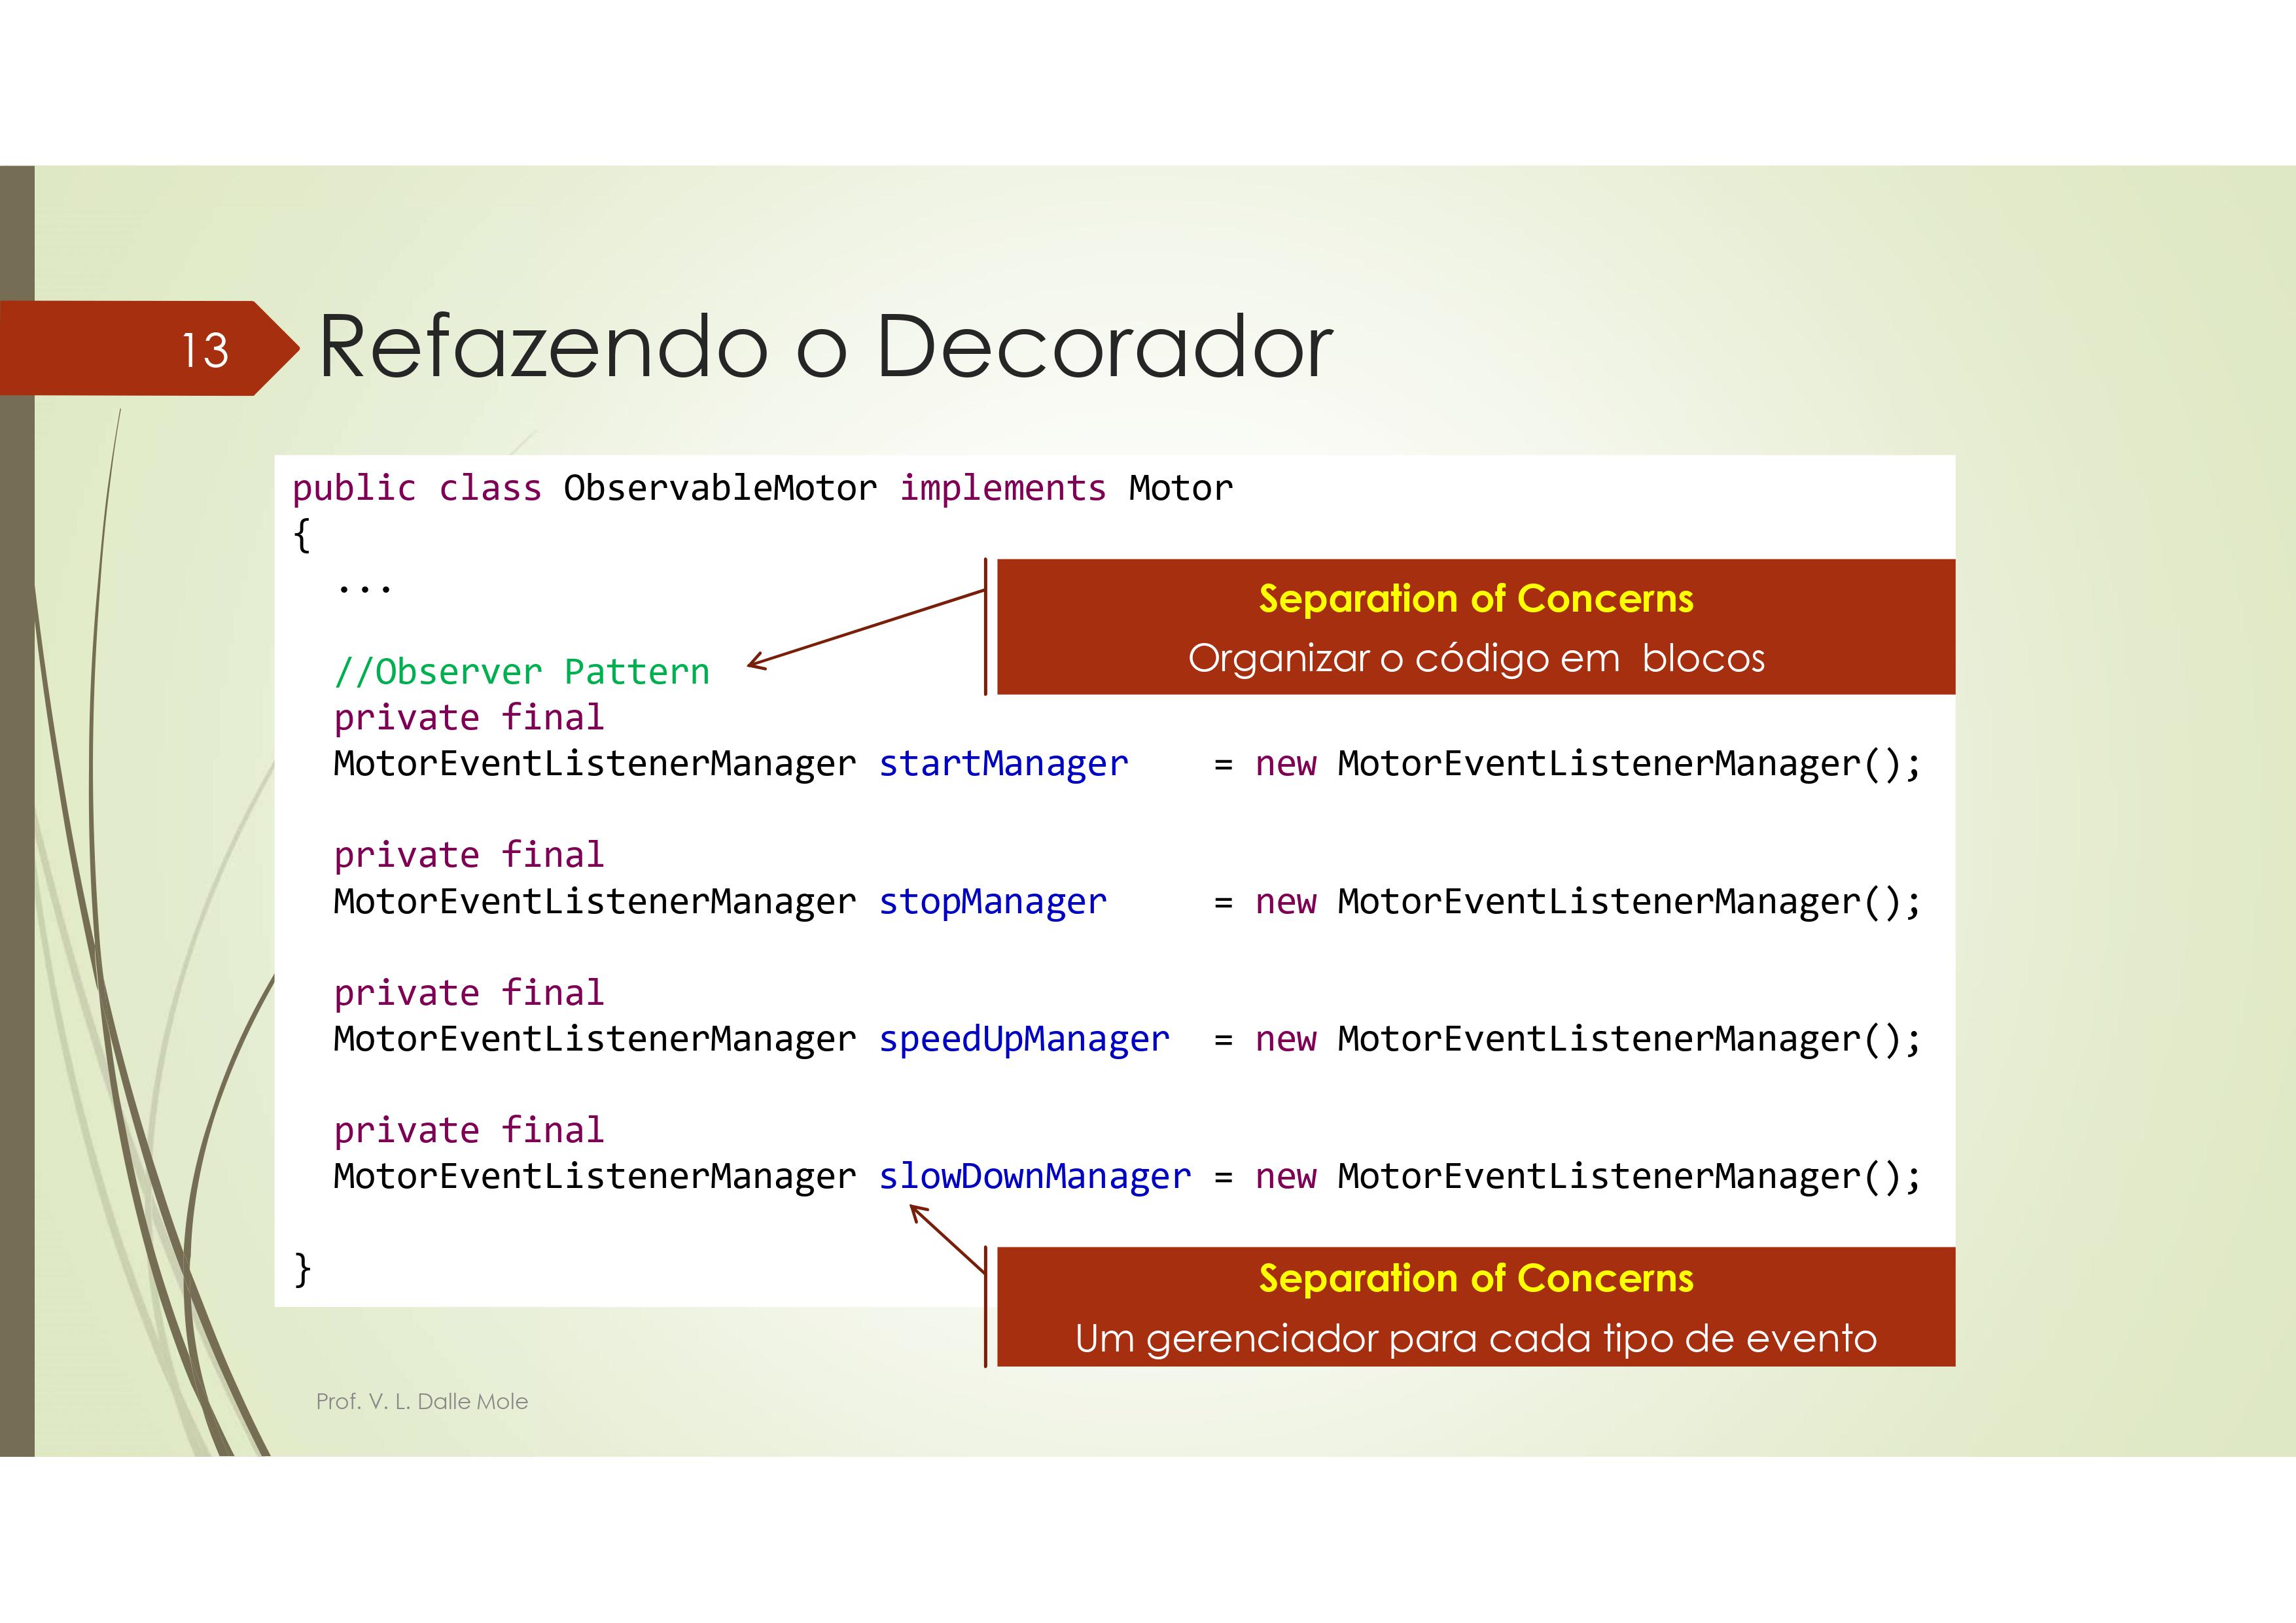 13
Refazendo o Decorador
public class ObservableMotor implements Motor
{
...
Separation of Concerns
Organizar o código em blocos
//Observer Pattern
private final
MotorEventListenerManager startManager = new MotorEventListenerManager();
private final
MotorEventListenerManager stopManager = new MotorEventListenerManager();
private final
MotorEventListenerManager speedUpManager = new MotorEventListenerManager();
private final
MotorEventListenerManager slowDownManager = new MotorEventListenerManager();
}
Separation of Concerns
Um gerenciador para cada tipo de evento
Prof. V. L. Dalle Mole